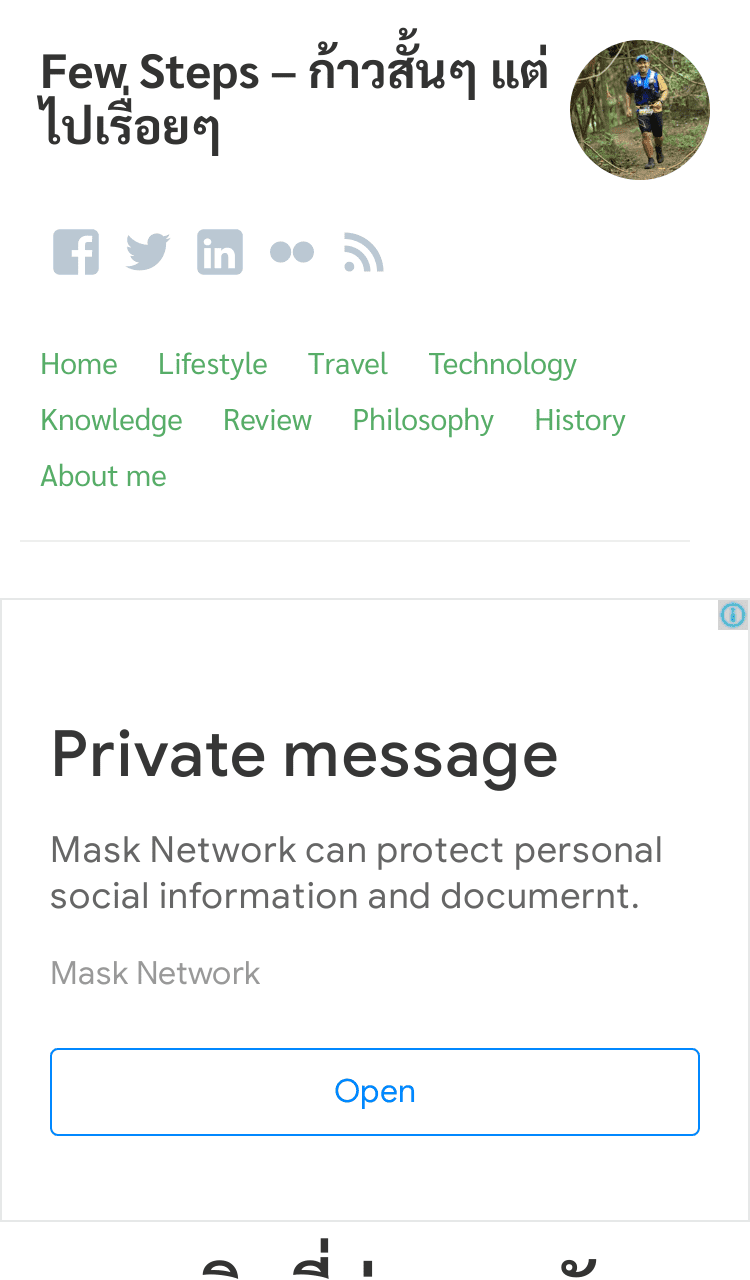 Few Steps – ก้าวสั้นๆ แต่
ไปเรื่อยๆ
Home Lifestyle Travel Technology
Knowledge Review Philosophy History
About me
Private message
Mask Network can protect personal
social information and documernt.
Mask Network
Open